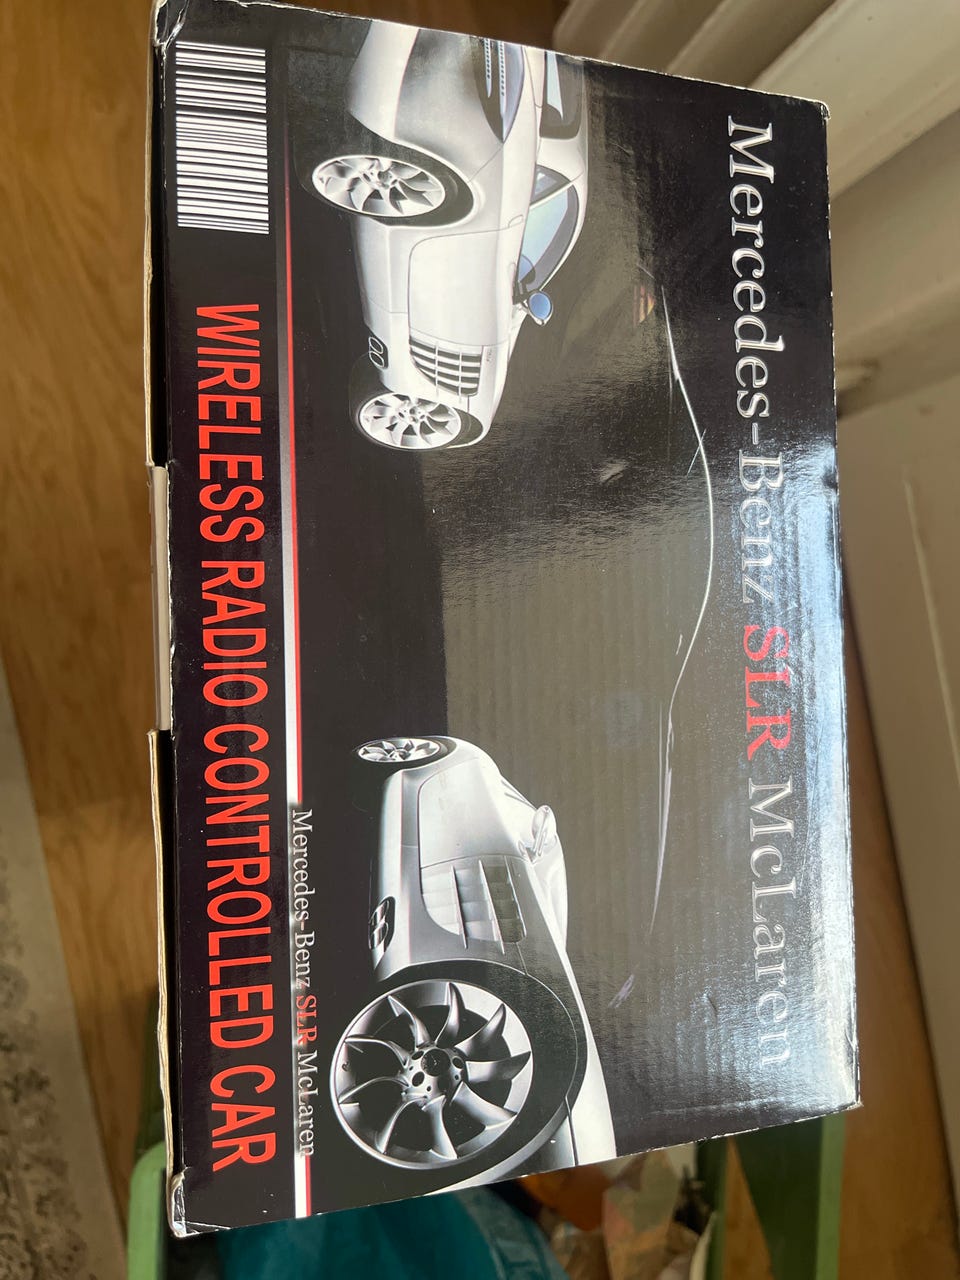 Mercedes-Benz SLR McLaren
Mercedes-Benz SLR McLaren
WIRELESS RADIO CONTROLLED CAR